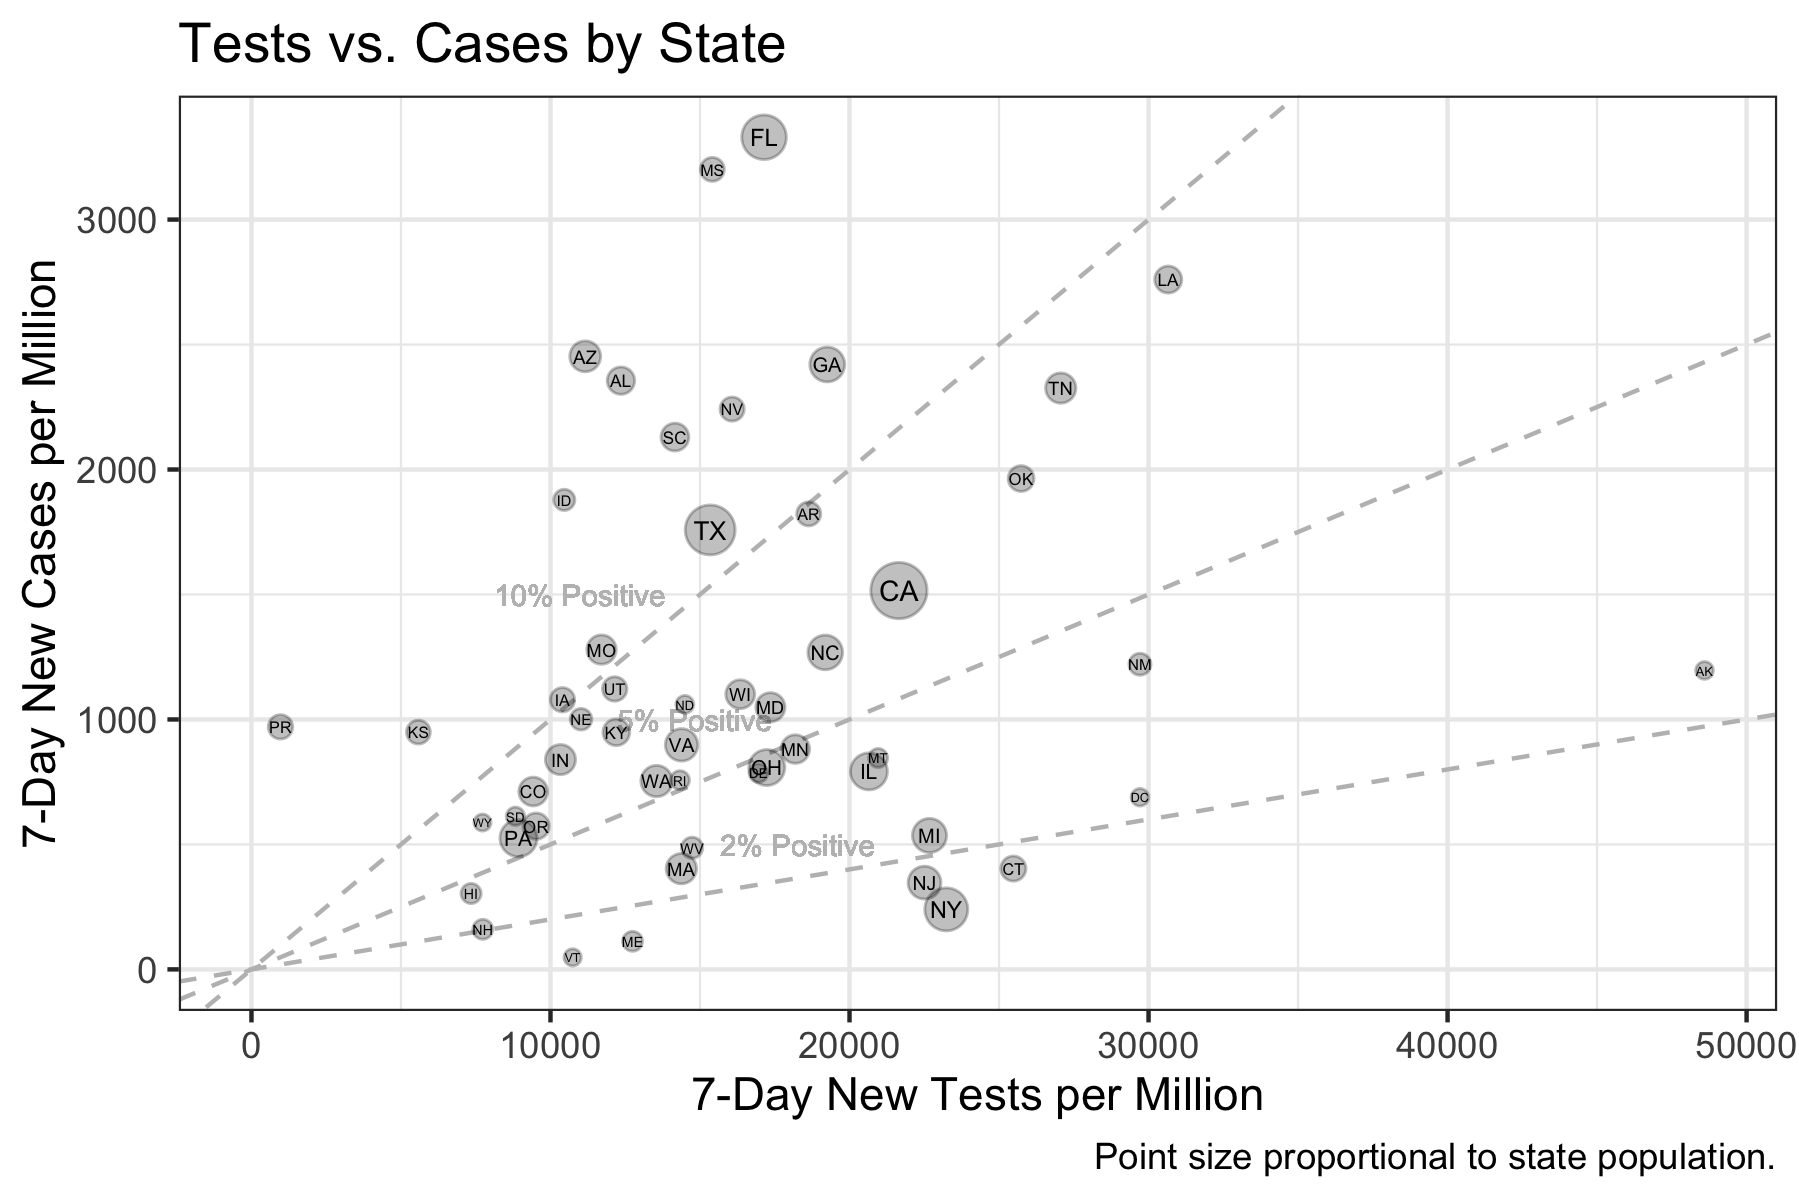 Tests vs. Cases by State
7-Day New Cases per Million
3000
2000
1000
0
FL
MS
LA
AZ
GA
AL
TN
NV
SC
OK
ID
AR
TX
CA
10% Positive
MO
NC
NM
AK
UT
WI
IA
ND
MD
NE
5% Positive
PR
KS
KY
VA
MN
IN
OH
DE
MT
IL
WA
RI
CO
DC
SD
WY
OR
PA
MI
WV
2% Positive
MA
CT
NJ
HI
NY
NH
ME
VT
0 10000 20000 30000 40000 50000
7-Day New Tests per Million
Point size proportional to state population.